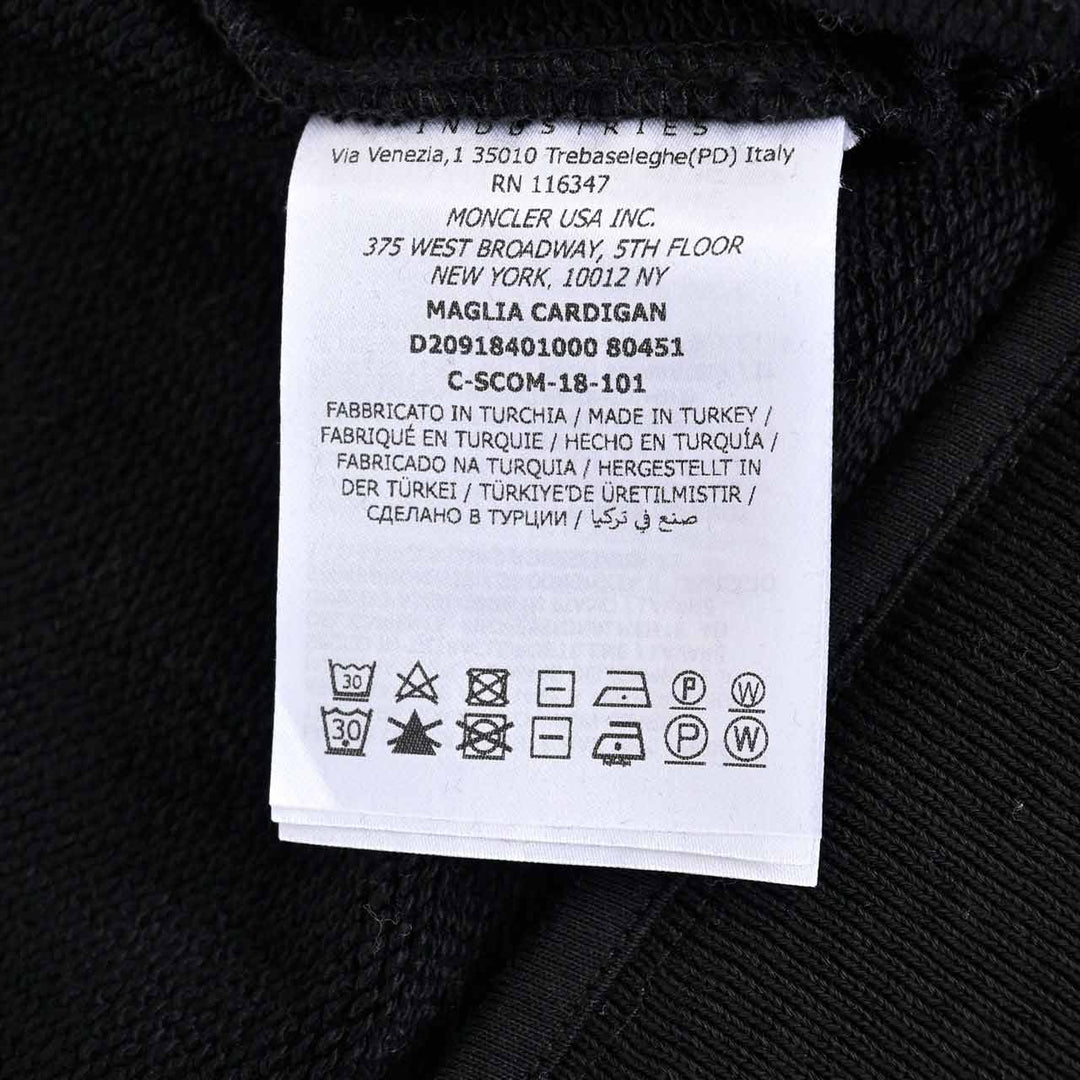 INDUSTRIES
Via Venezia,1 35010 Trebaseleghe(PD) Italy
RN 116347
MONCLER USA INC.
375 WEST BROADWAY, 5TH FLOOR
NEW YORK, 10012 NY
MAGLIA CARDIGAN
D20918401000 80451
C-SCOM-18-101
FABBRICATO IN TURCHIA / MADE IN TURKEY /
FABRIQUÉ EN TURQUIE / HECHO EN TURQUÍA /
FABRICADO NA TURQUIA / HERGESTELLT IN
DER TÜRKEI / TÜRKIYE'DE ÜRETILMISTIR /
СДЕЛАНО В ТУРЦИИ / صنع في تركيا
30 P W
30 P W